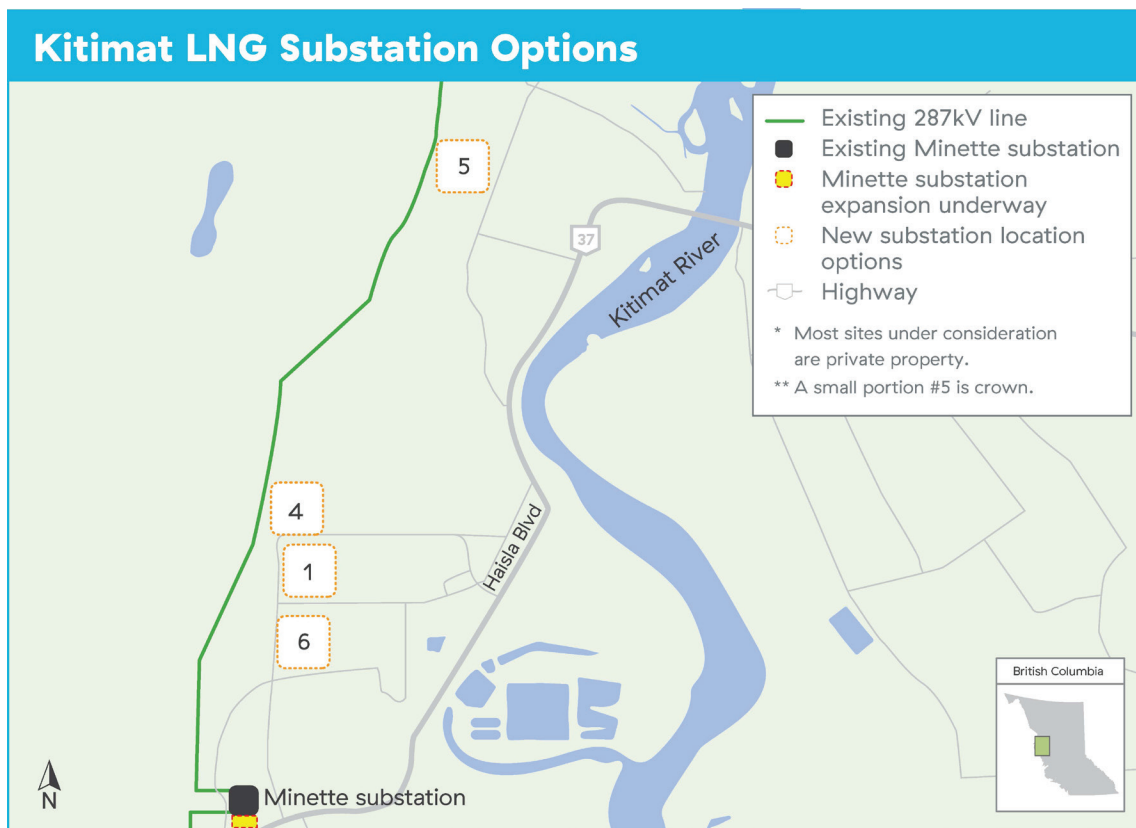 Kitimat LNG Substation Options
Existing 287kV line
Existing Minette substation
Minette substation
expansion underway
New substation location
options
Highway
* Most sites under consideration
are private property.
** A small portion #5 is crown.
5
37
Kitimat River
4
Haisla Blvd
1
6
British Columbia
N
Minette substation